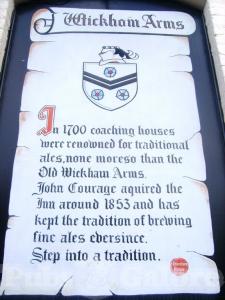 Wickham Arms
In 1700 coaching houses
were renowned for traditional
ales, none moreso than the
Old Wickham Arms.
John Courage aquired the
Inn around 1853 and has
kept the tradition of brewing
fine ales eversince.
Step into a tradition.